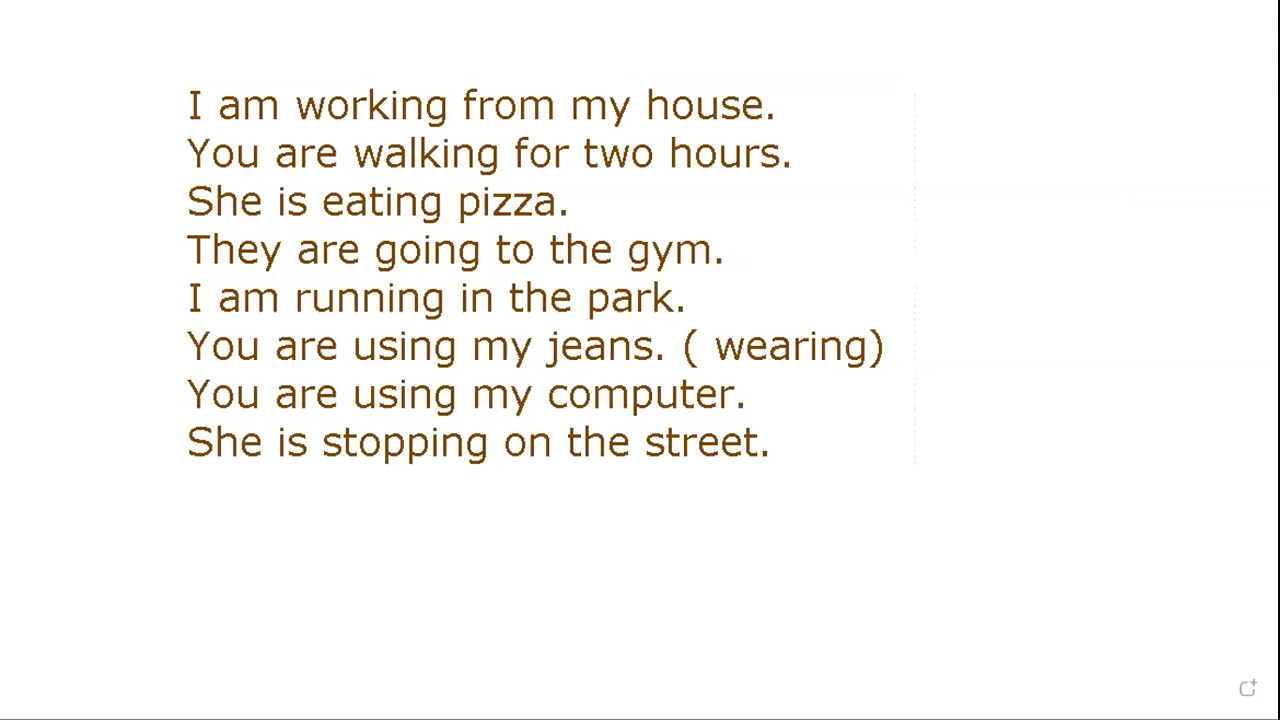 I am working from my house.
You are walking for two hours.
She is eating pizza.
They are going to the gym.
I am running in the park.
You are using my jeans. ( wearing)
You are using my computer.
She is stopping on the street.